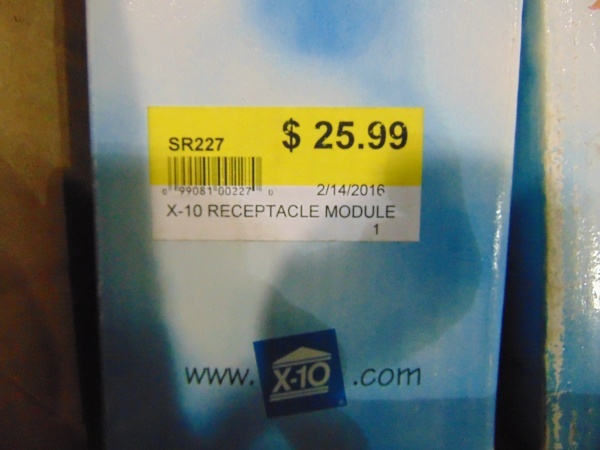 SR227 $ 25.99
0 99081 00227 0
2/14/2016
X-10 RECEPTACLE MODULE
1
www. X-10 .com